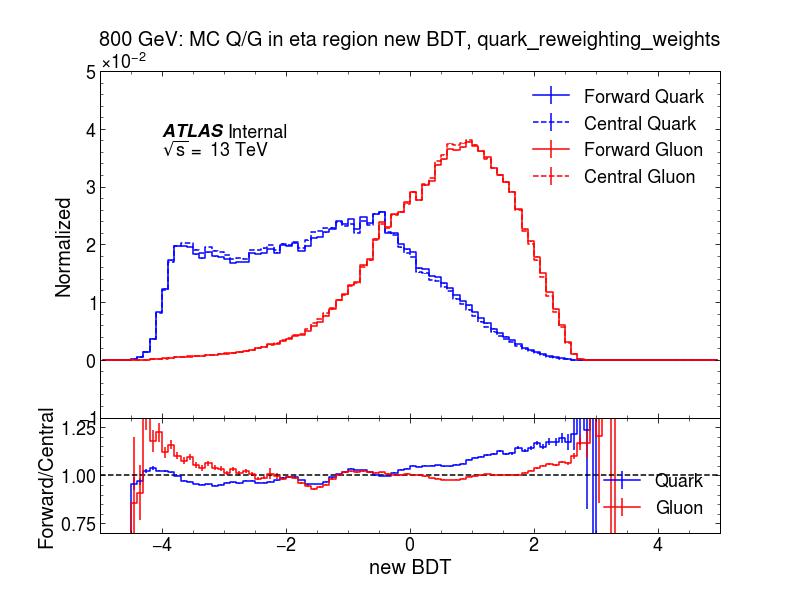 800 GeV: MC Q/G in eta region new BDT, quark_reweighting_weights
×10⁻²
5
4
3
2
1
0
−1
Normalized
ATLAS Internal
√s = 13 TeV
Forward Quark
Central Quark
Forward Gluon
Central Gluon
1.25
1.00
0.75
Forward/Central
Quark
Gluon
−4 −2 0 2 4
new BDT